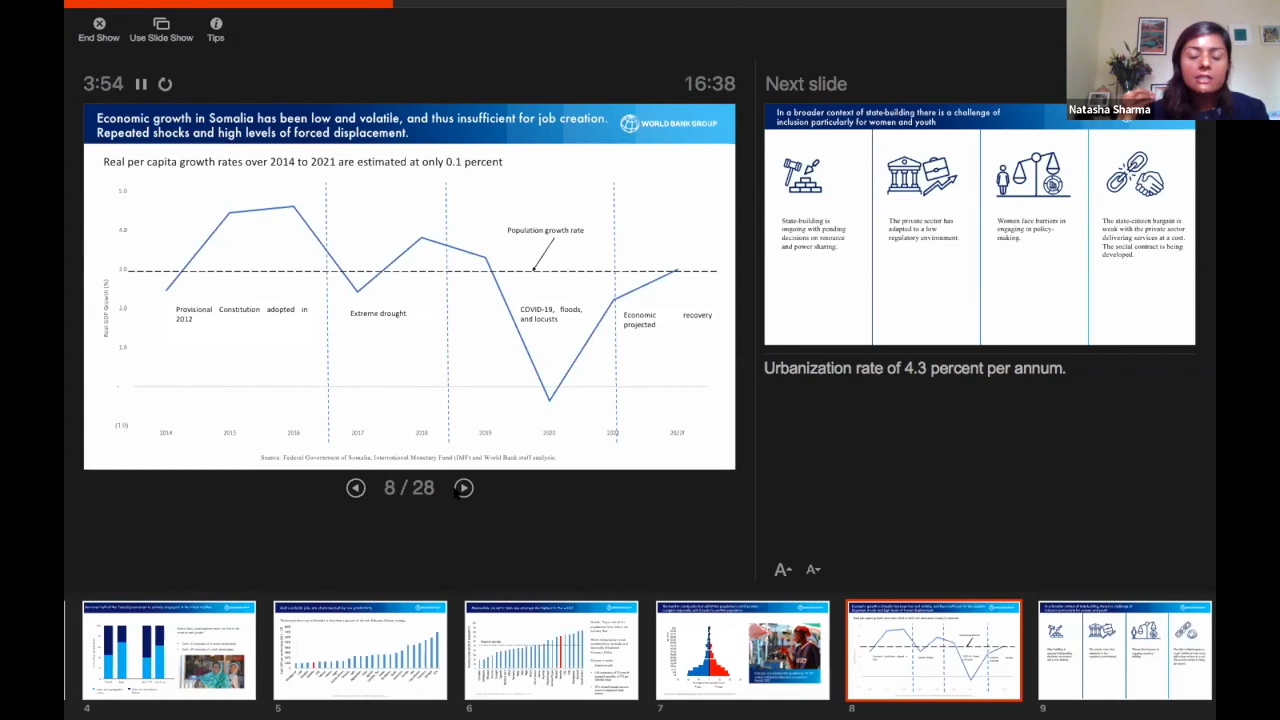 End Show
Use Slide Show
Tips
3:54
16:38
Next slide
Natasha Sharma
Economic growth in Somalia has been low and volatile, and thus insufficient for job creation.
Repeated shocks and high levels of forced displacement.
WORLD BANK GROUP
Real per capita growth rates over 2014 to 2021 are estimated at only 0.1 percent
5.0
4.0
3.0
2.0
1.0
-
(1.0)
Real GDP Growth (%)
Population growth rate
Provisional Constitution adopted in
2012
Extreme drought
COVID-19, floods,
and locusts
Economic recovery
projected
2014
2015
2016
2017
2018
2019
2020
2021
2022f
Source: Federal Government of Somalia, International Monetary Fund (IMF) and World Bank staff analysis.
In a broader context of state-building there is a challenge of
inclusion particularly for women and youth
State-building is
ongoing with pending
decisions on resource
and power sharing.
The private sector has
adapted to a low
regulatory environment.
Women face barriers in
engaging in policy-
making.
The state-citizen bargain is
weak with the private sector
delivering services at a cost.
The social contract is being
developed.
Urbanization rate of 4.3 percent per annum.
8 / 28
A
A
4
5
6
7
8
9